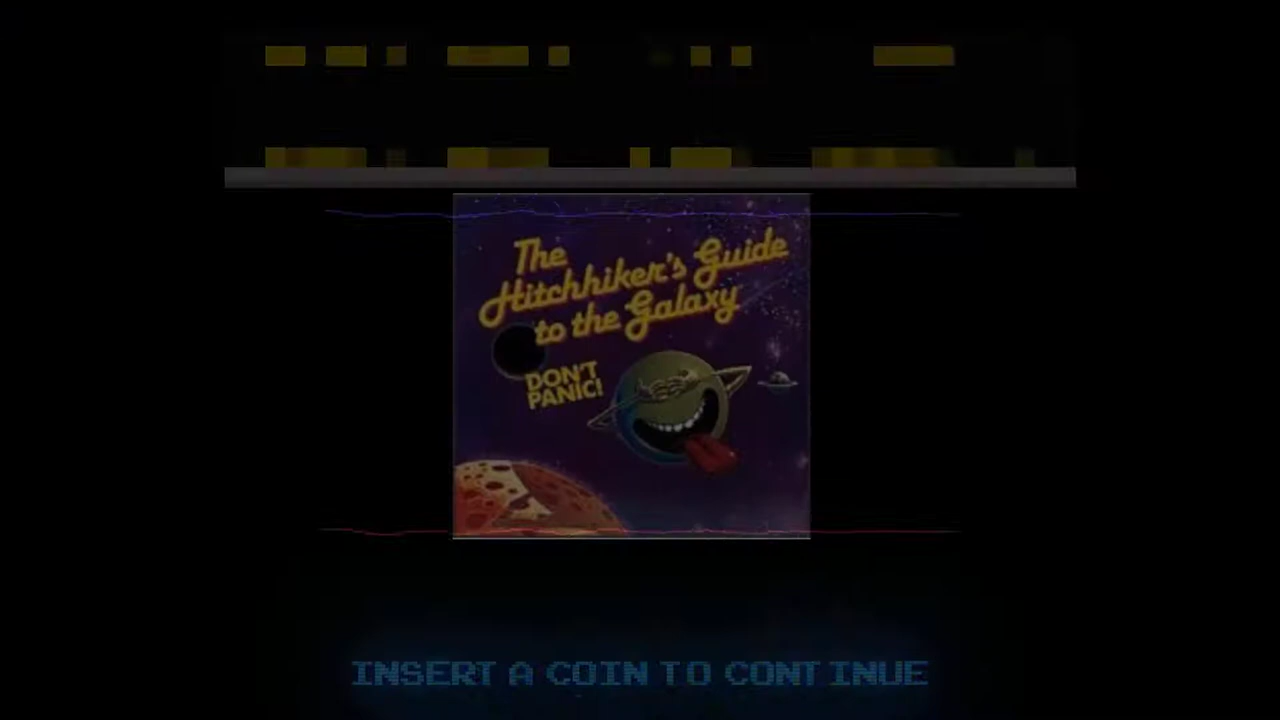 The
Hitchhiker's Guide
to the Galaxy
DON'T
PANIC!
INSERT A COIN TO CONTINUE